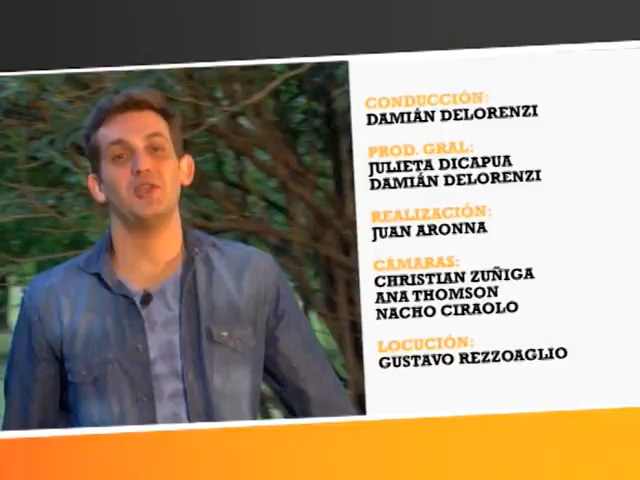 CONDUCCIÓN:
DAMIÁN DELORENZI
PROD. GRAL:
JULIETA DICAPUA
DAMIÁN DELORENZI
REALIZACIÓN:
JUAN ARONNA
CÁMARAS:
CHRISTIAN ZUÑIGA
ANA THOMSON
NACHO CIRAOLO
LOCUCIÓN:
GUSTAVO REZZOAGLIO